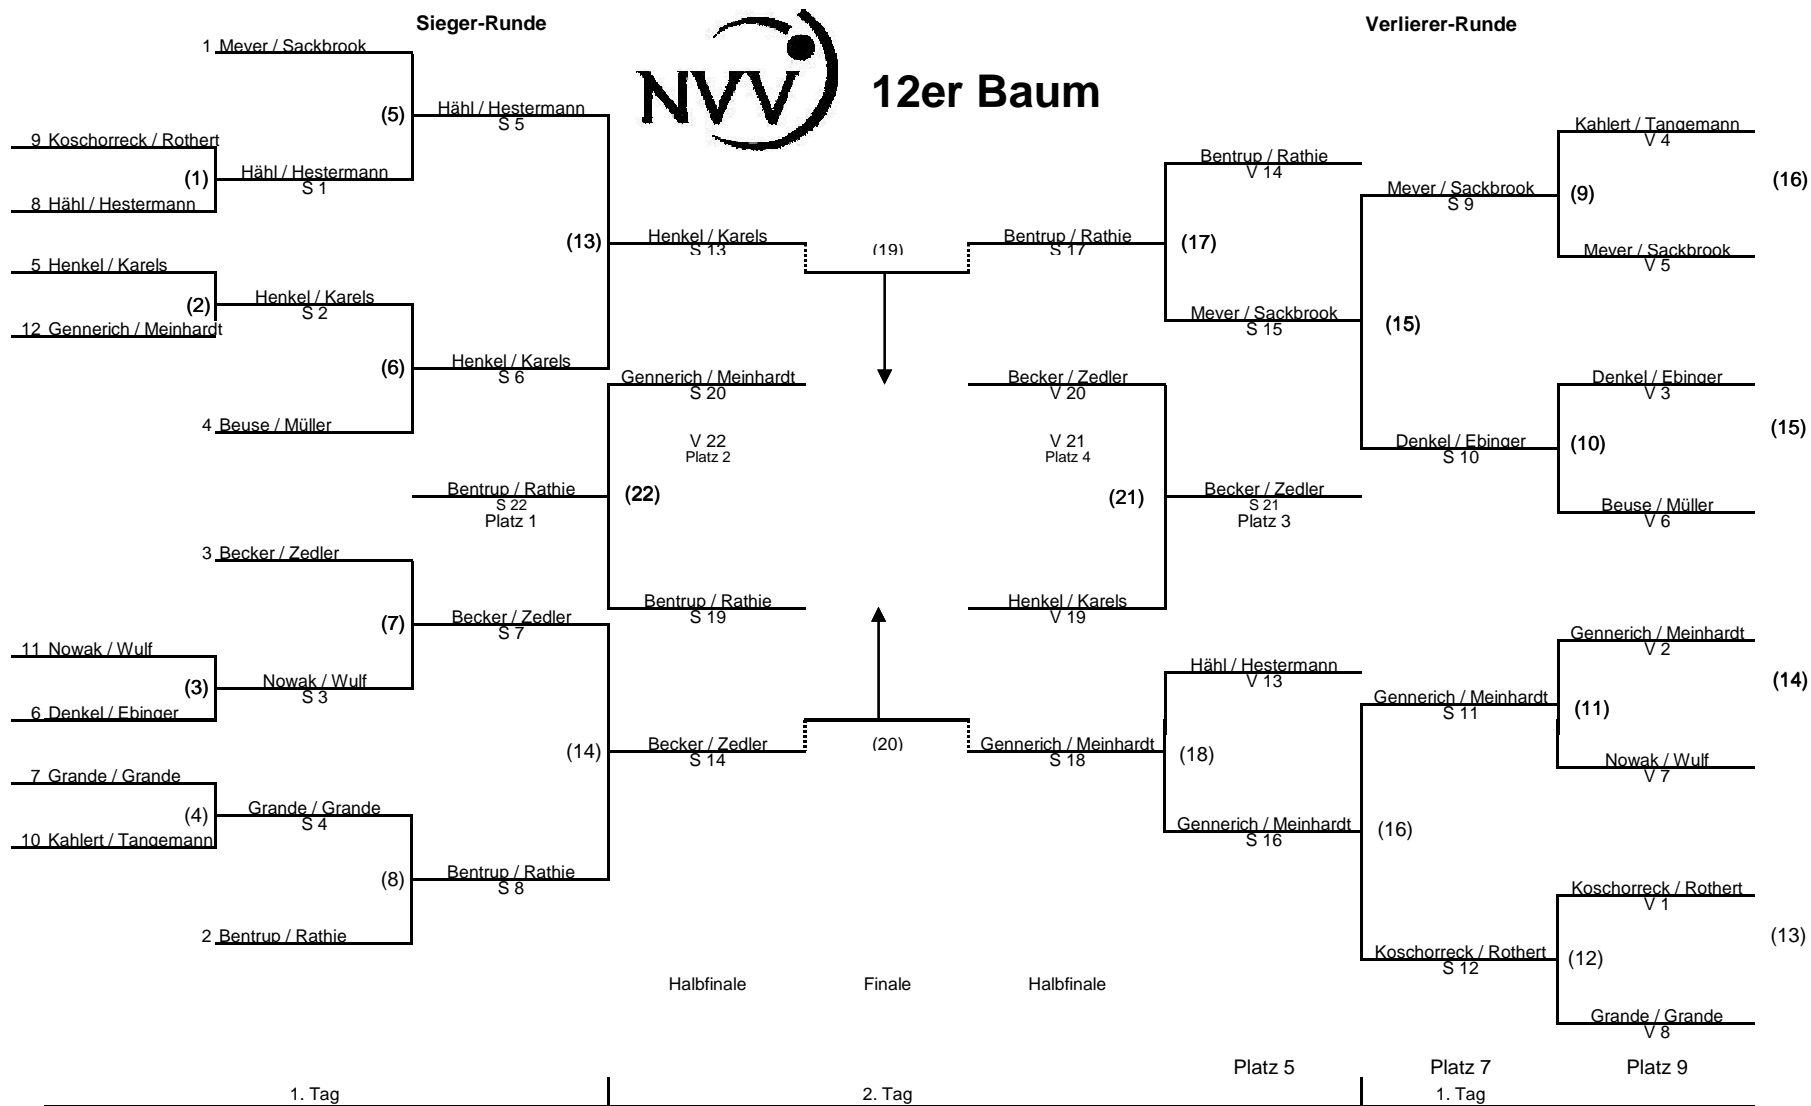 Sieger-Runde
Verlierer-Runde
NVV
12er Baum
1 Meyer / Sackbrook
(5)
Hähl / Hestermann
S 5
9 Koschorreck / Rothert
(1)
Hähl / Hestermann
S 1
8 Hähl / Hestermann
(13)
Henkel / Karels
S 13
5 Henkel / Karels
(2)
Henkel / Karels
S 2
12 Gennerich / Meinhardt
(6)
Henkel / Karels
S 6
4 Beuse / Müller
(19)
Bentrup / Rathie
S 17
(17)
Bentrup / Rathie
V 14
Meyer / Sackbrook
S 15
(15)
Meyer / Sackbrook
S 9
(9)
Kahlert / Tangemann
V 4
(16)
Meyer / Sackbrook
V 5
Denkel / Ebinger
S 10
(10)
Denkel / Ebinger
V 3
(15)
Beuse / Müller
V 6
Gennerich / Meinhardt
S 20
V 22
Platz 2
Bentrup / Rathie
S 22
Platz 1
(22)
Bentrup / Rathie
S 19
Becker / Zedler
V 20
V 21
Platz 4
(21)
Becker / Zedler
S 21
Platz 3
Henkel / Karels
V 19
3 Becker / Zedler
(7)
Becker / Zedler
S 7
11 Nowak / Wulf
(3)
Nowak / Wulf
S 3
6 Denkel / Ebinger
(14)
Becker / Zedler
S 14
7 Grande / Grande
(4)
Grande / Grande
S 4
10 Kahlert / Tangemann
(8)
Bentrup / Rathie
S 8
2 Bentrup / Rathie
(20)
Gennerich / Meinhardt
S 18
(18)
Hähl / Hestermann
V 13
Gennerich / Meinhardt
S 16
(16)
Gennerich / Meinhardt
S 11
(11)
Gennerich / Meinhardt
V 2
(14)
Nowak / Wulf
V 7
Koschorreck / Rothert
S 12
(12)
Koschorreck / Rothert
V 1
(13)
Grande / Grande
V 8
Halbfinale
Finale
Halbfinale
Platz 5
Platz 7
Platz 9
1. Tag
2. Tag
1. Tag